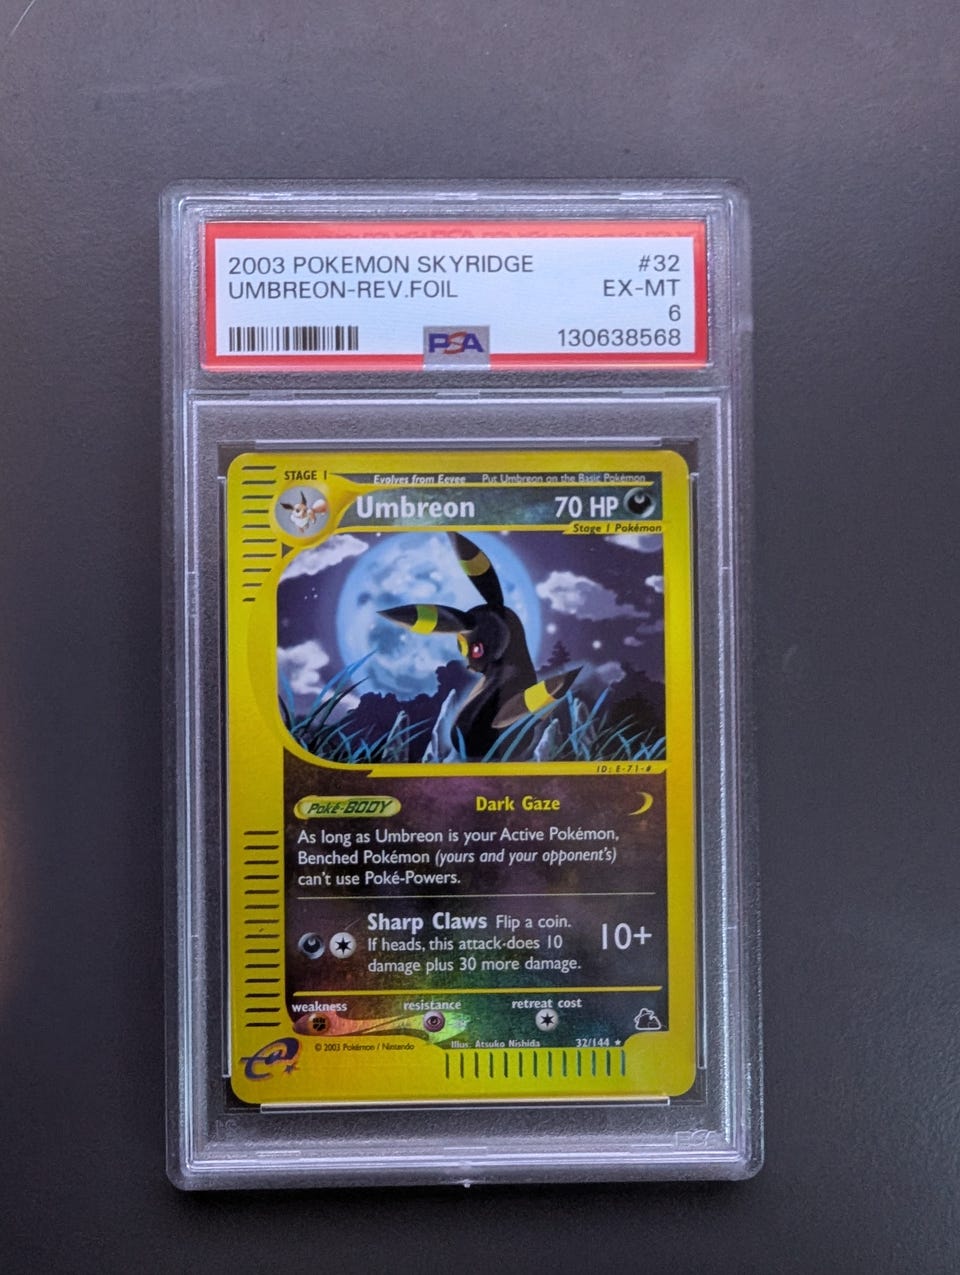 2003 POKEMON SKYRIDGE #32
UMBREON-REV.FOIL EX-MT
6
PSA 130638568
STAGE 1 Evolves from Eevee Put Umbreon on the Basic Pokémon
Umbreon 70 HP
Stage 1 Pokémon
ID: E-71-#
Poké-BODY Dark Gaze
As long as Umbreon is your Active Pokémon,
Benched Pokémon (yours and your opponent's)
can't use Poké-Powers.
Sharp Claws Flip a coin.
If heads, this attack does 10
damage plus 30 more damage.
10+
weakness resistance retreat cost
Illus. Atsuko Nishida 32/144 ★
e © 2003 Pokémon / Nintendo